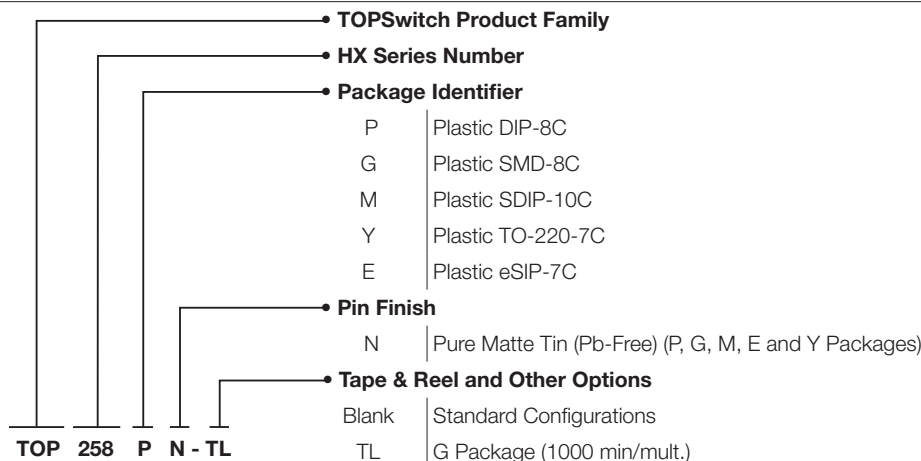 TOPSwitch Product Family
HX Series Number
Package Identifier
P Plastic DIP-8C
G Plastic SMD-8C
M Plastic SDIP-10C
Y Plastic TO-220-7C
E Plastic eSIP-7C
Pin Finish
N Pure Matte Tin (Pb-Free) (P, G, M, E and Y Packages)
Tape & Reel and Other Options
Blank Standard Configurations
TL G Package (1000 min/mult.)
TOP 258 P N - TL